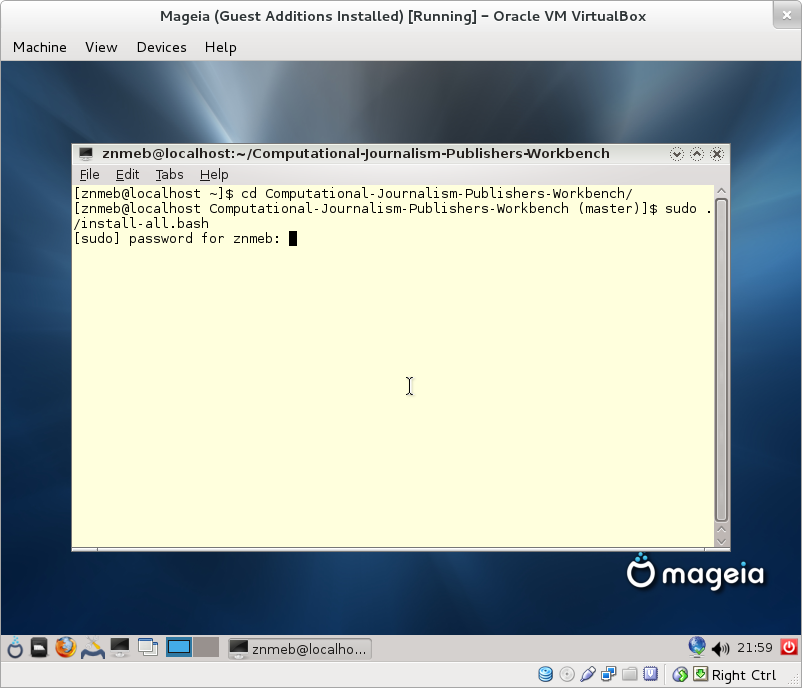 Mageia (Guest Additions Installed) [Running] – Oracle VM VirtualBox
Machine View Devices Help
znmeb@localhost:~/Computational-Journalism-Publishers-Workbench
File Edit Tabs Help
[znmeb@localhost ~]$ cd Computational-Journalism-Publishers-Workbench/
[znmeb@localhost Computational-Journalism-Publishers-Workbench (master)]$ sudo .
/install-all.bash
[sudo] password for znmeb:
mageia
znmeb@localho...
21:59
Right Ctrl